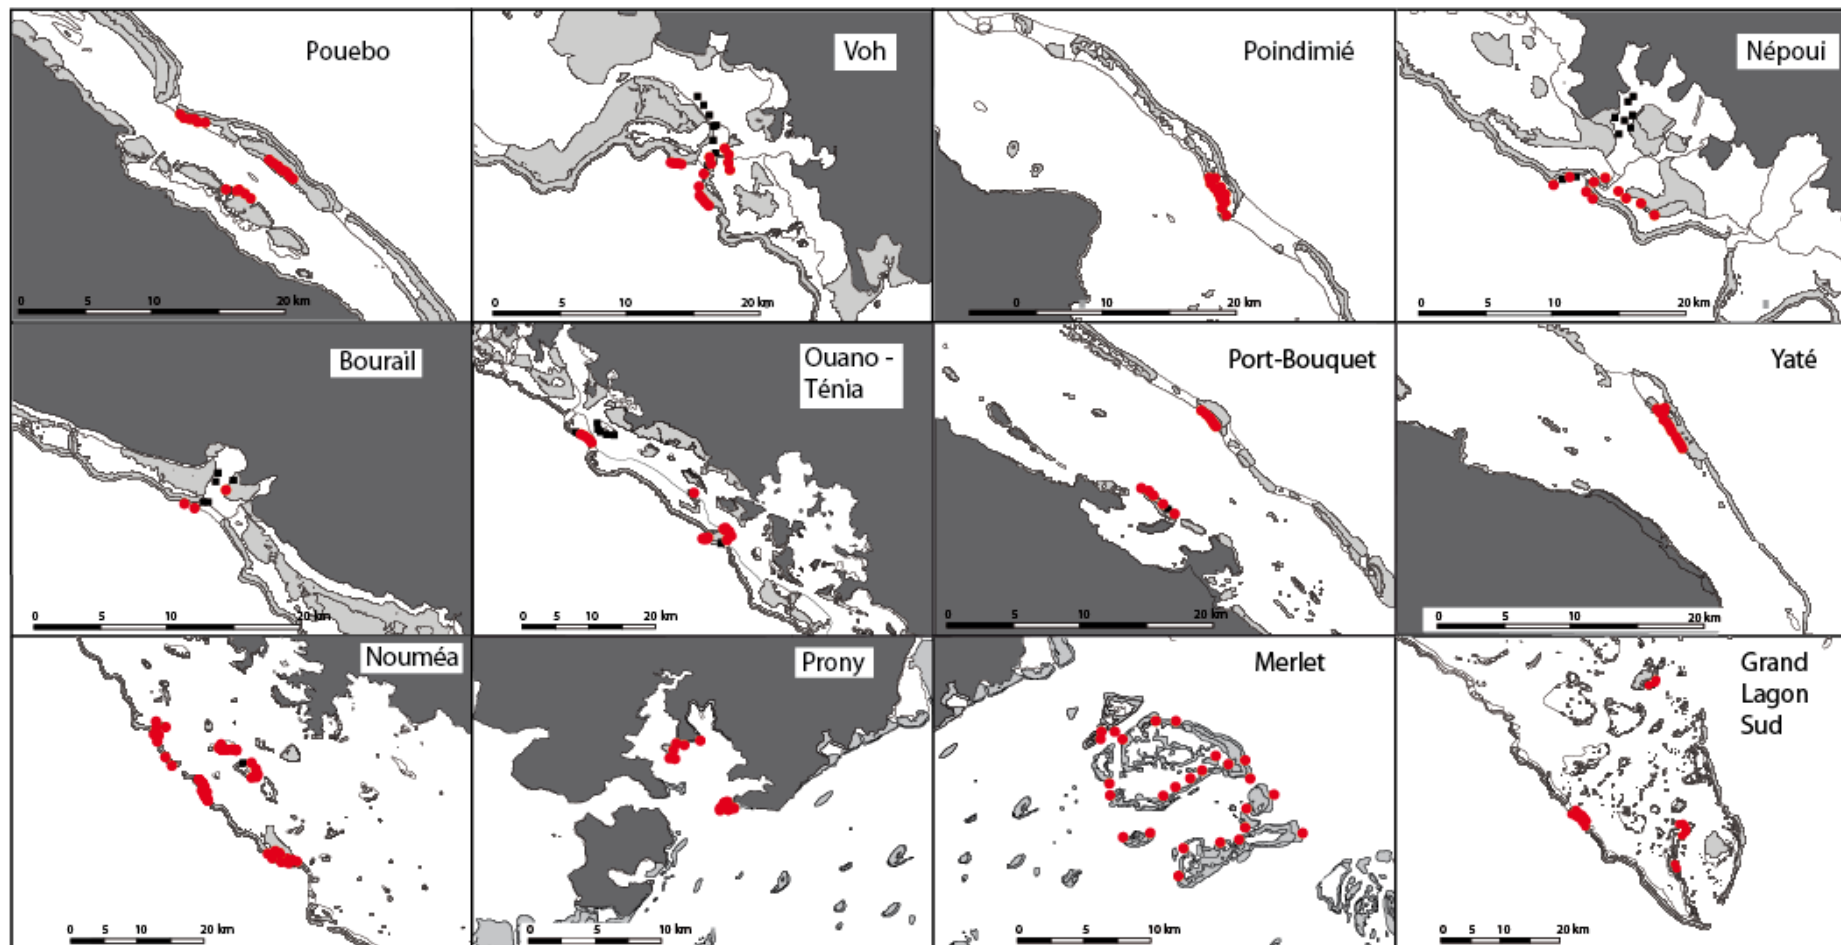 Pouebo
Voh
Poindimié
Népoui
0 5 10 20 km
0 5 10 20 km
0 10 20 km
0 5 10 20 km
Bourail
Ouano -
Ténia
Port-Bouquet
Yaté
0 10 20 km
0 5 10 20 km
0 5 10 20 km
0 5 10 20 km
Nouméa
Prony
Merlet
Grand
Lagon
Sud
0 5 10 20 km
0 5 10 km
0 5 10 km
0 5 10 20 km